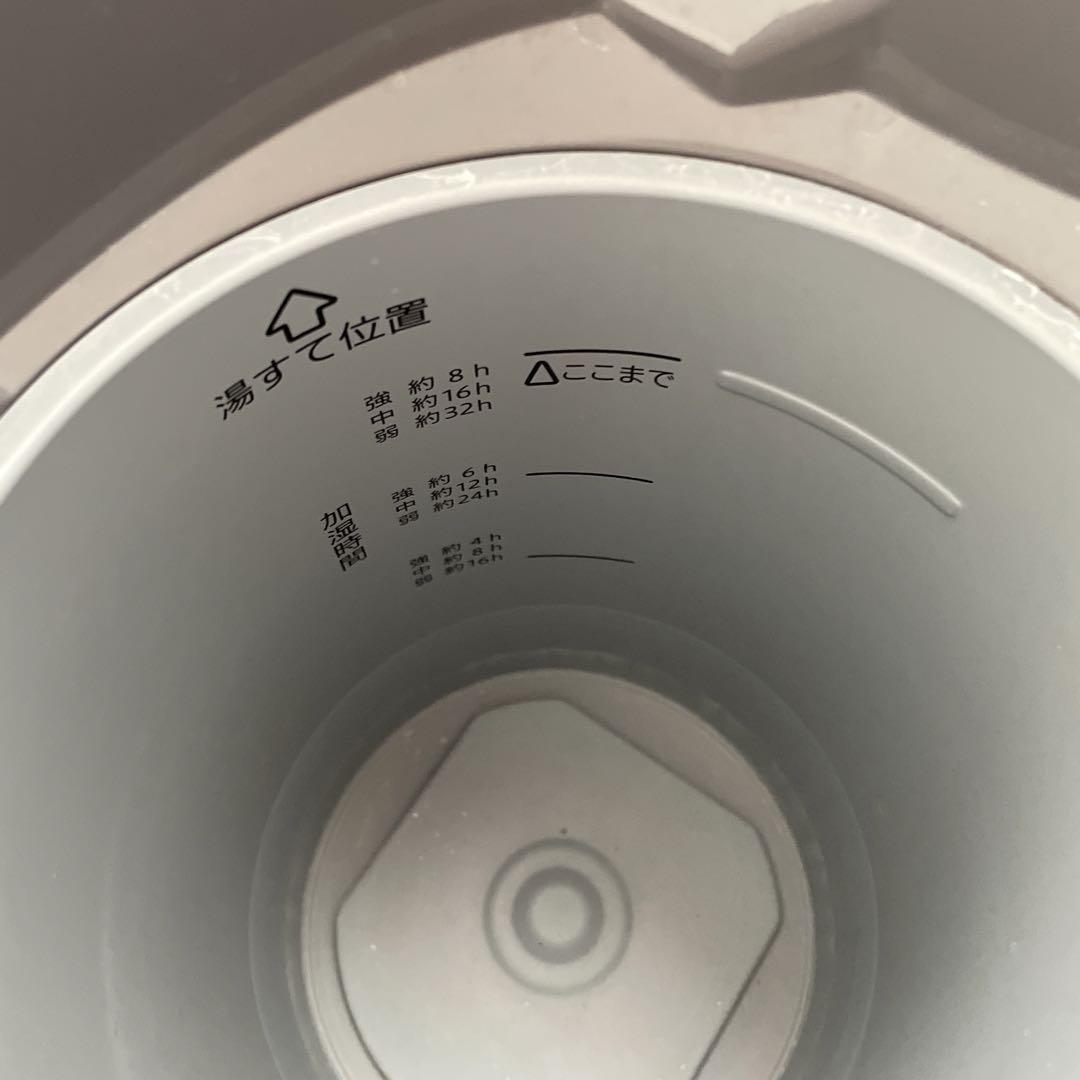 湯すて位置
△ここまで
強 約 8 h
中 約16h
弱 約32h
加湿時間
強 約 6 h
中 約12h
弱 約24h
強 約 4 h
中 約 8 h
弱 約16h